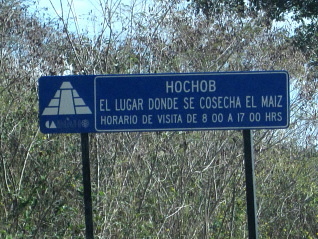 HOCHOB
EL LUGAR DONDE SE COSECHA EL MAIZ
HORARIO DE VISITA DE 8 00 A 17 00 HRS